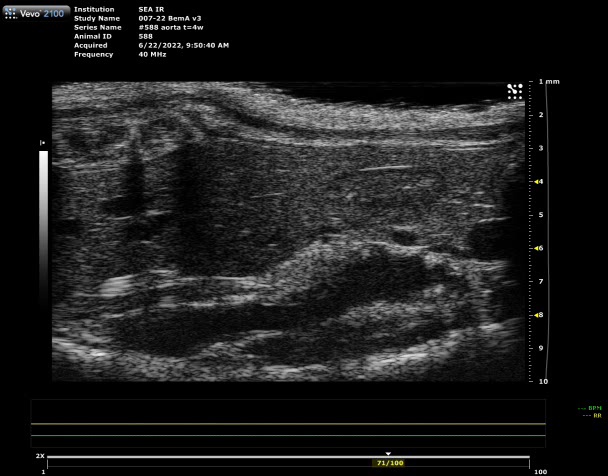 Vevo 2100
Institution SEA IR
Study Name 007-22 BemA v3
Series Name #588 aorta t=4w
Animal ID 588
Acquired 6/22/2022, 9:50:40 AM
Frequency 40 MHz
1 mm
2
3
4
5
6
7
8
9
10
--- BPM
--- RR
2X
71/100
1 100